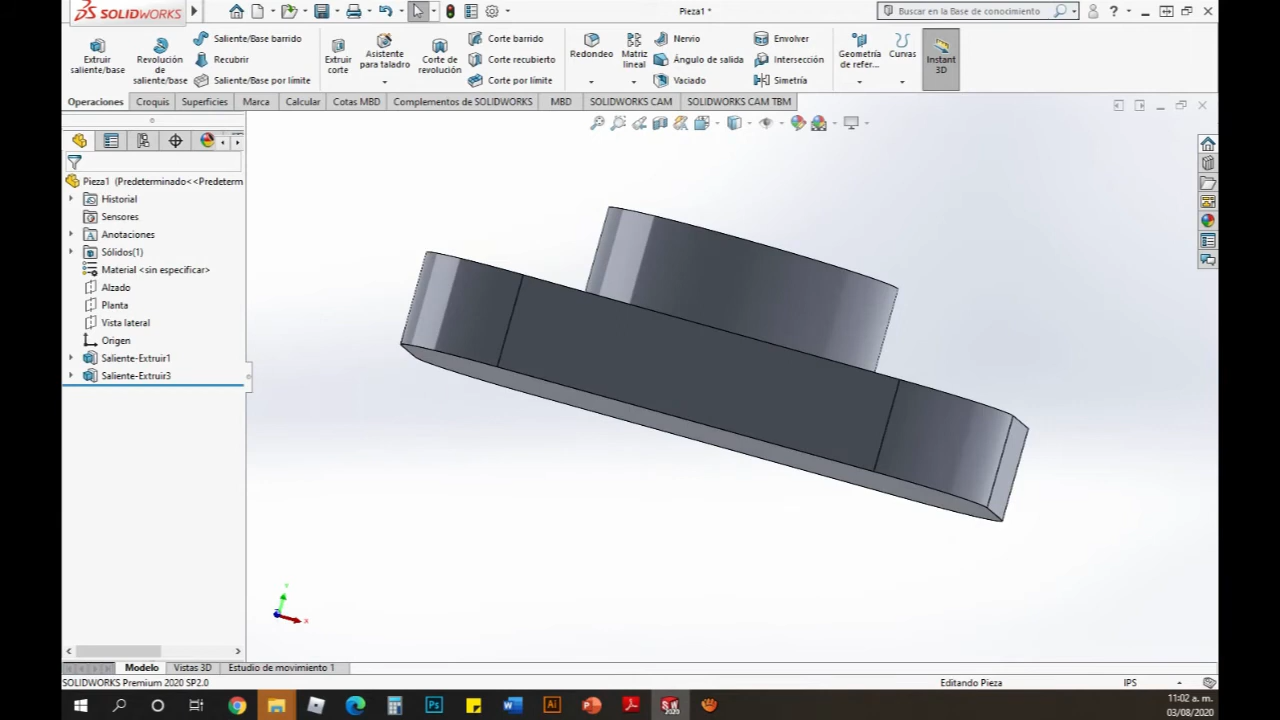 SOLIDWORKS
Pieza1 *
Buscar en la Base de conocimiento
Extruir saliente/base
Revolución de saliente/base
Saliente/Base barrido
Recubrir
Saliente/Base por límite
Extruir corte
Asistente para taladro
Corte de revolución
Corte barrido
Corte recubierto
Corte por límite
Redondeo
Matriz lineal
Nervio
Ángulo de salida
Vaciado
Envolver
Intersección
Simetría
Geometría de refer...
Curvas
Instant 3D
Operaciones
Croquis
Superficies
Marca
Calcular
Cotas MBD
Complementos de SOLIDWORKS
MBD
SOLIDWORKS CAM
SOLIDWORKS CAM TBM
Pieza1 (Predeterminado<<Predeterm
Historial
Sensores
Anotaciones
Sólidos(1)
Material <sin especificar>
Alzado
Planta
Vista lateral
Origen
Saliente-Extruir1
Saliente-Extruir3
Y
X
Modelo
Vistas 3D
Estudio de movimiento 1
SOLIDWORKS Premium 2020 SP2.0
Editando Pieza
IPS
Ps
Ai
SW
2020
11:02 a. m.
03/08/2020